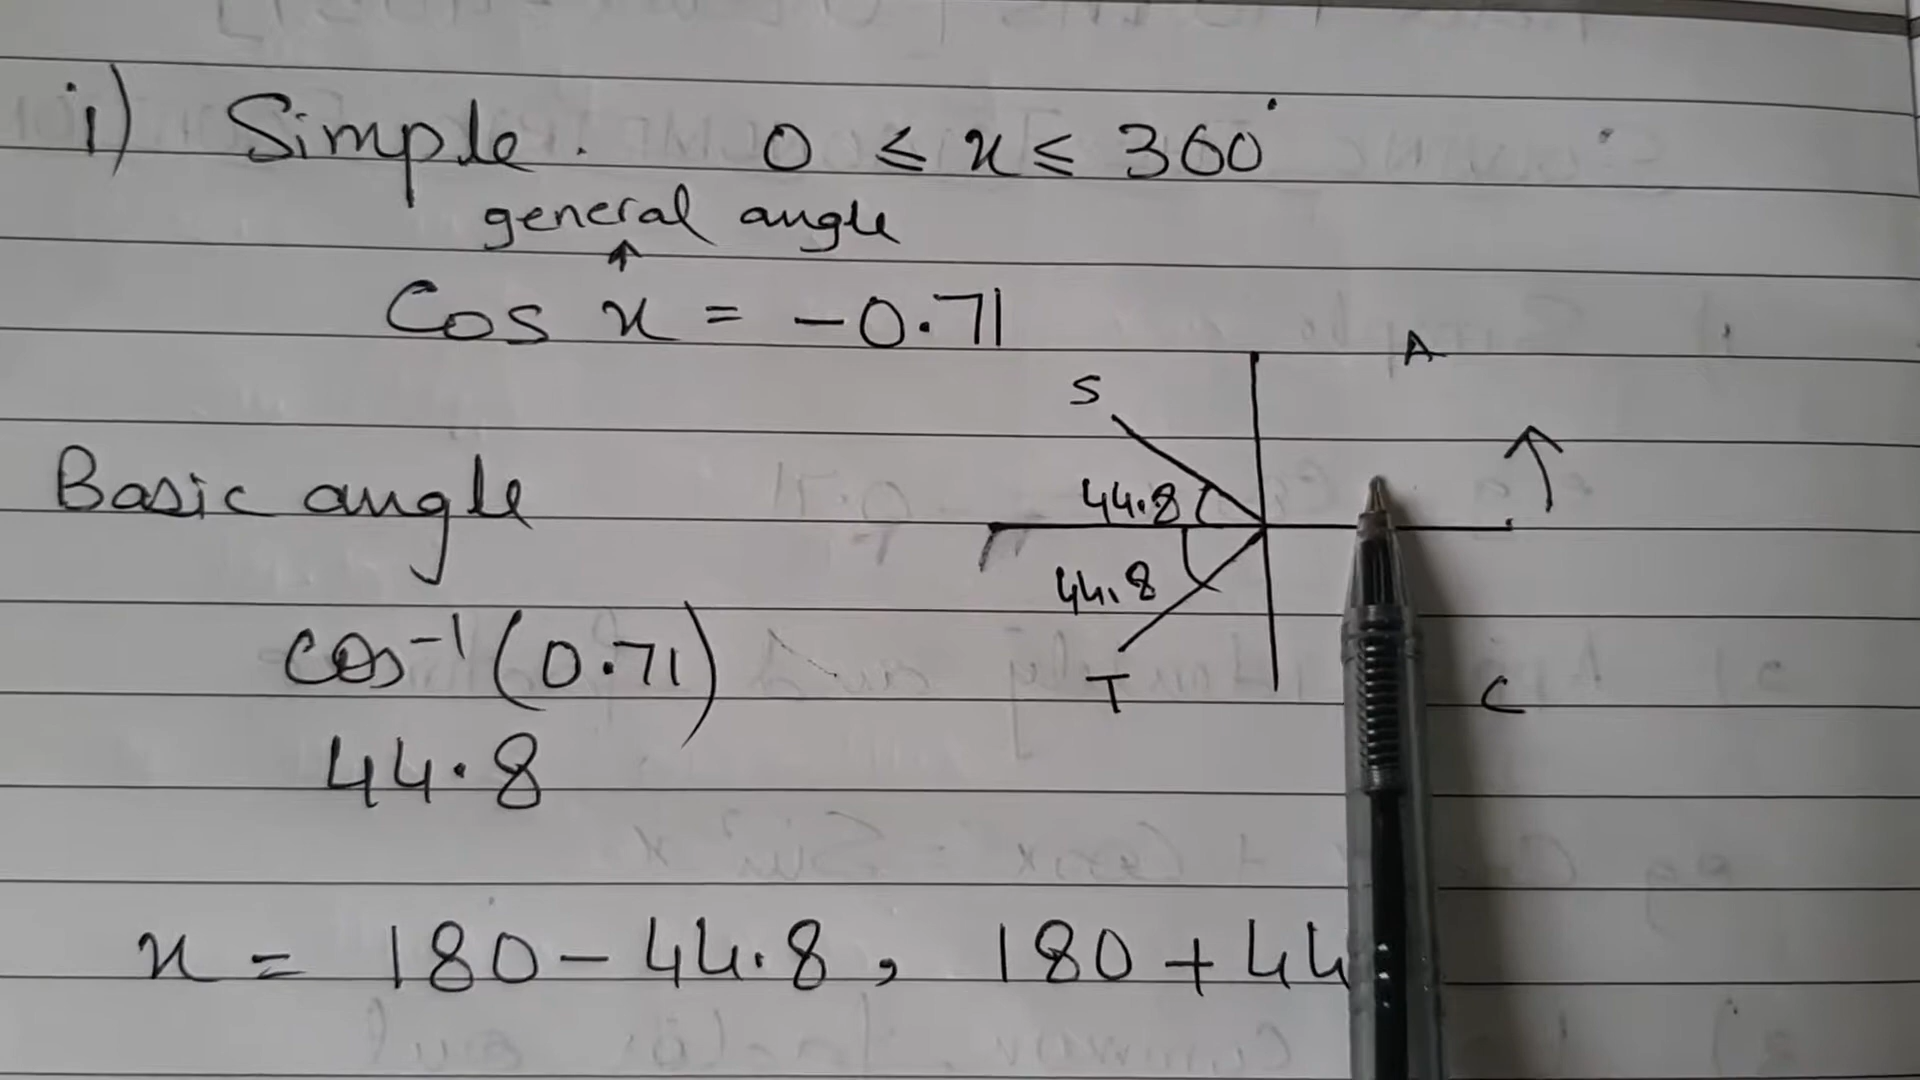 i) Simple. 0 ≤ x ≤ 360°
general angle
Cos x = -0.71
A
S
Basic angle
44.8
44.8
cos⁻¹(0.71)
T
C
44.8
x = 180 - 44.8, 180 + 44